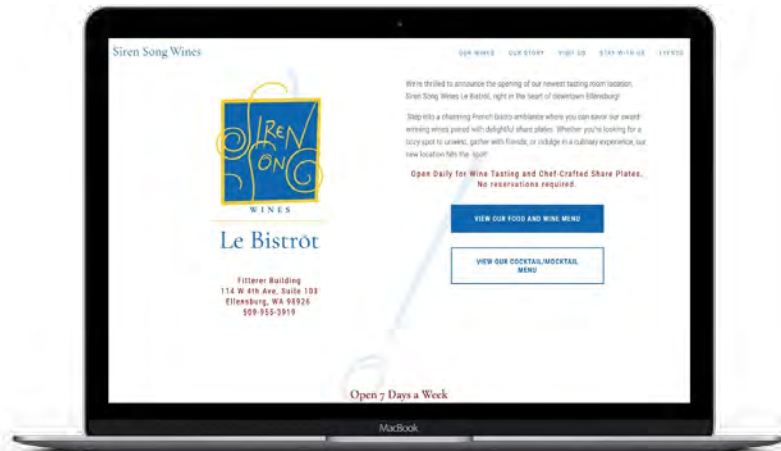 Siren Song Wines
OUR WINES OUR STORY VISIT US STAY WITH US EVENTS
SIREN
SONG
WINES
Le Bistrôt
Fitterer Building
114 W 4th Ave, Suite 103
Ellensburg, WA 98926
509-955-3919
We're thrilled to announce the opening of our newest tasting room location,
Siren Song Wines Le Bistrôt, right in the heart of downtown Ellensburg!
Step into a charming French bistro ambiance where you can savor our award-
winning wines paired with delightful share plates. Whether you're looking for a
cozy spot to unwind, gather with friends, or indulge in a culinary experience, our
new location hits the spot!
Open Daily for Wine Tasting and Chef-Crafted Share Plates.
No reservations required.
VIEW OUR FOOD AND WINE MENU
VIEW OUR COCKTAIL/MOCKTAIL
MENU
Open 7 Days a Week
MacBook